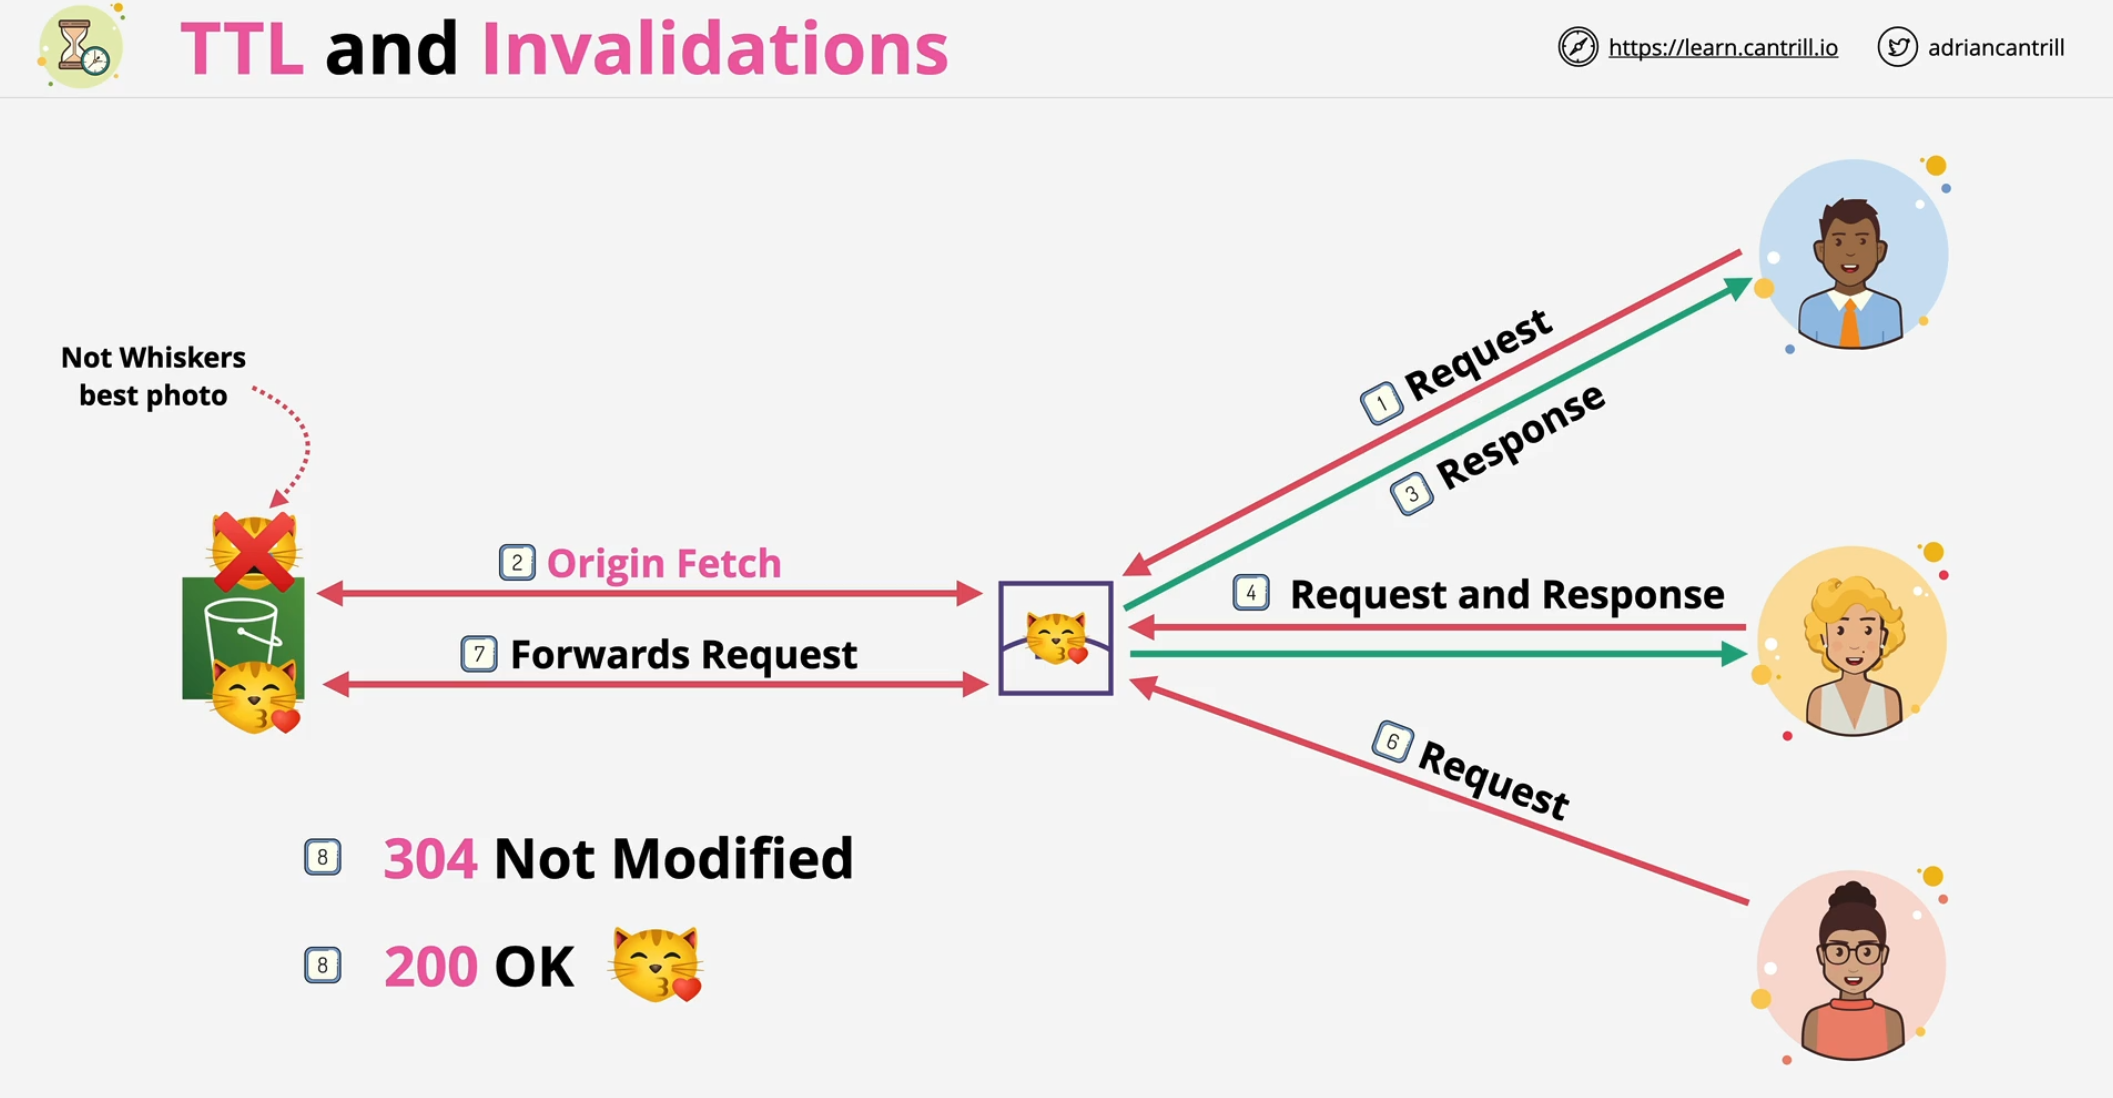 TTL and Invalidations
https://learn.cantrill.io
adriancantrill
Not Whiskers
best photo
1 Request
3 Response
2 Origin Fetch
4 Request and Response
7 Forwards Request
6 Request
8 304 Not Modified
8 200 OK